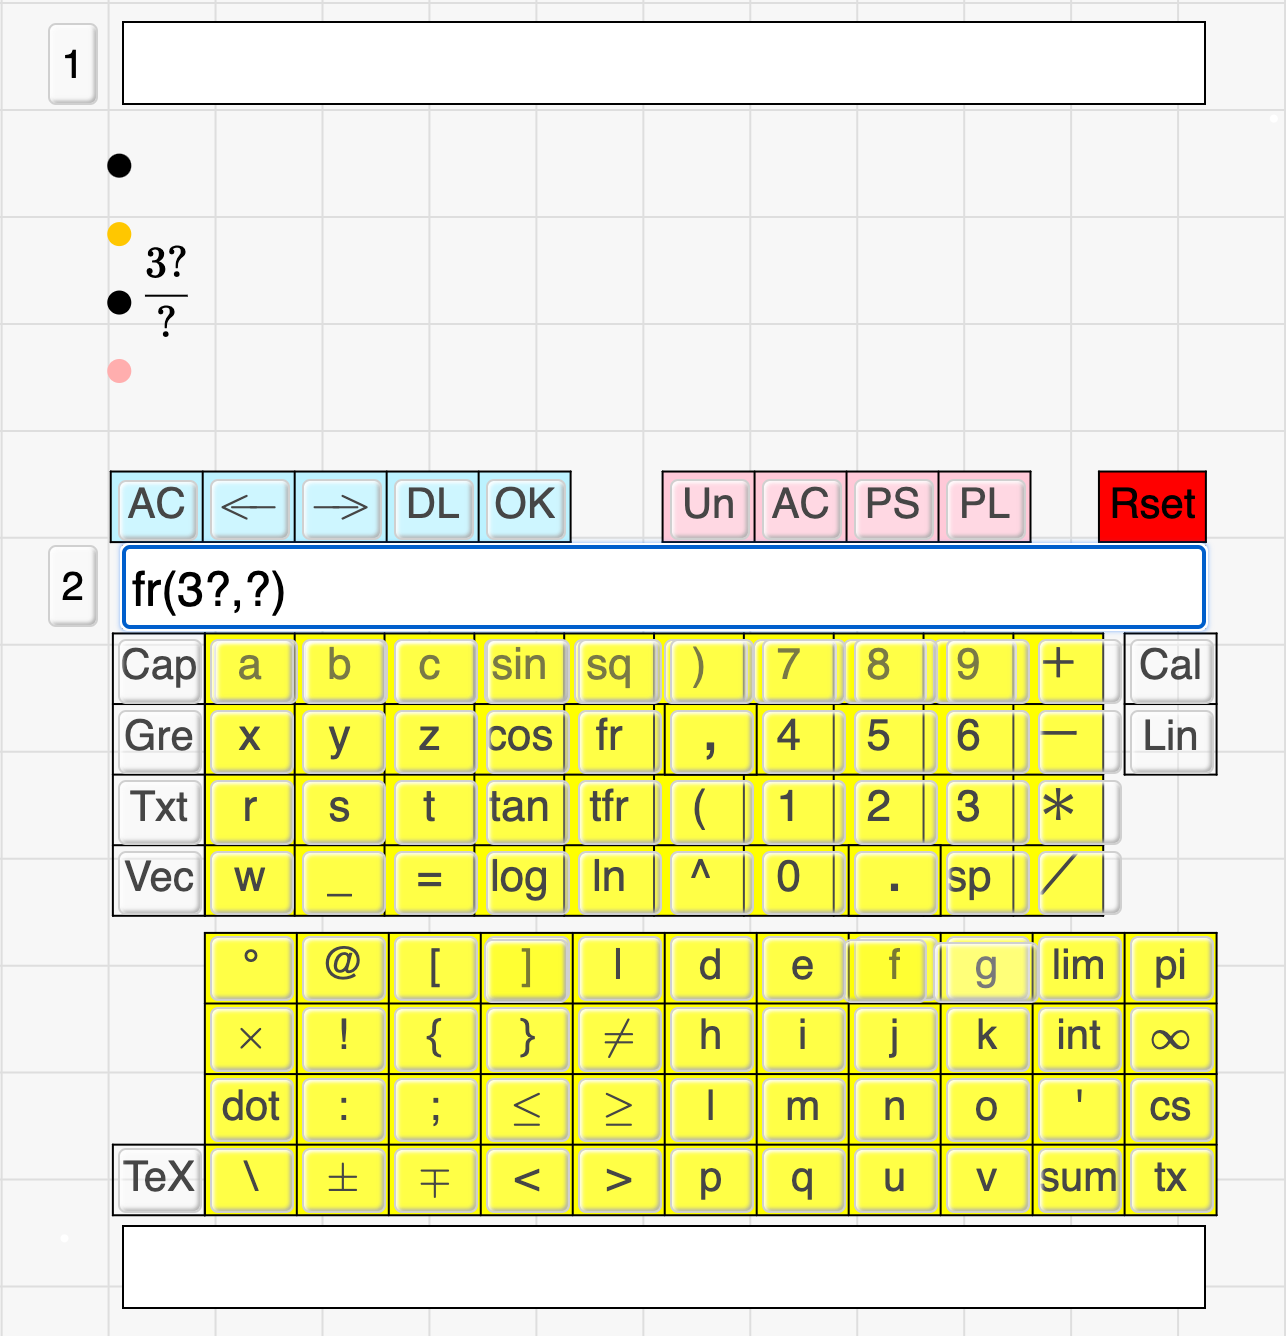 1
3?
?
AC ← → DL OK Un AC PS PL Rset
2 fr(3?,?)
Cap a b c sin sq ) 7 8 9 + Cal
Gre x y z cos fr , 4 5 6 − Lin
Txt r s t tan tfr ( 1 2 3 *
Vec w _ = log ln ^ 0 . sp /
° @ [ ] l d e f g lim pi
× ! { } ≠ h i j k int ∞
dot : ; ≤ ≥ l m n o ' cs
TeX \ ± ∓ < > p q u v sum tx